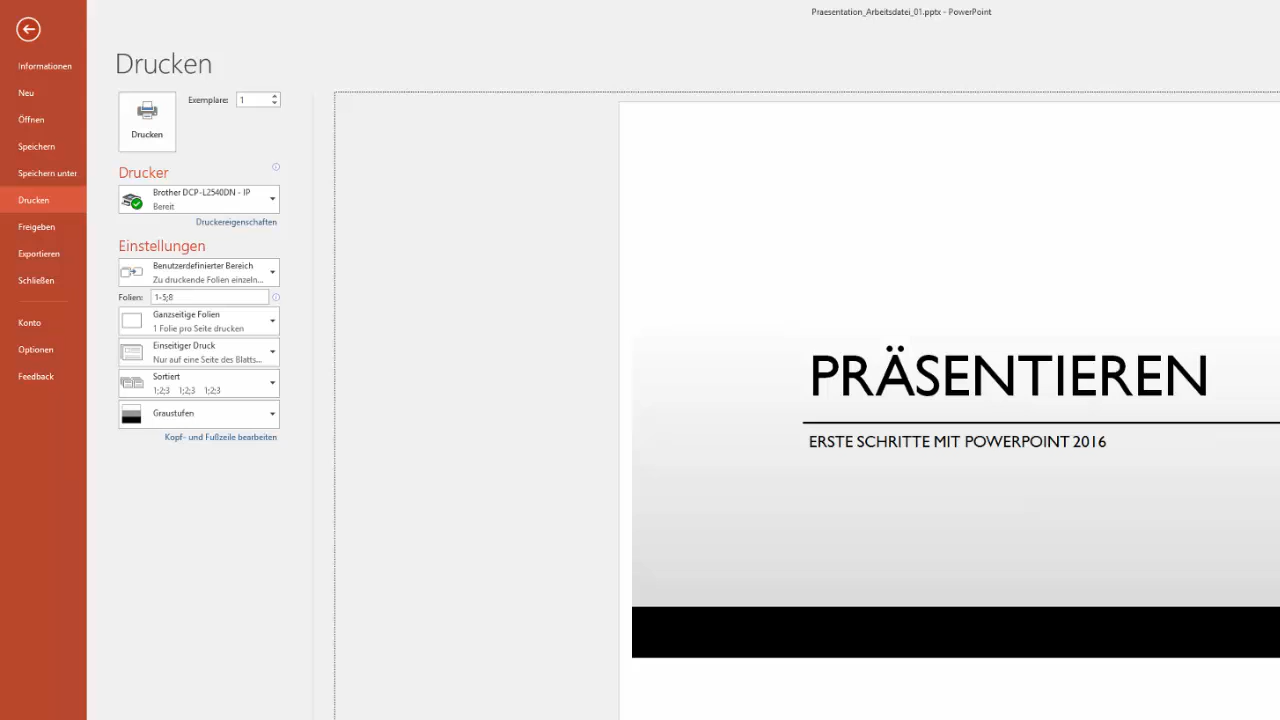 Praesentation_Arbeitsdatei_01.pptx - PowerPoint
Informationen
Neu
Öffnen
Speichern
Speichern unter
Drucken
Freigeben
Exportieren
Schließen
Konto
Optionen
Feedback
Drucken
Drucken
Exemplare: 1
Drucker
Brother DCP-L2540DN - IP
Bereit
Druckereigenschaften
Einstellungen
Benutzerdefinierter Bereich
Zu druckende Folien einzeln...
Folien: 1-5;8
Ganzseitige Folien
1 Folie pro Seite drucken
Einseitiger Druck
Nur auf eine Seite des Blatts...
Sortiert
1;2;3 1;2;3 1;2;3
Graustufen
Kopf- und Fußzeile bearbeiten
PRÄSENTIEREN
ERSTE SCHRITTE MIT POWERPOINT 2016